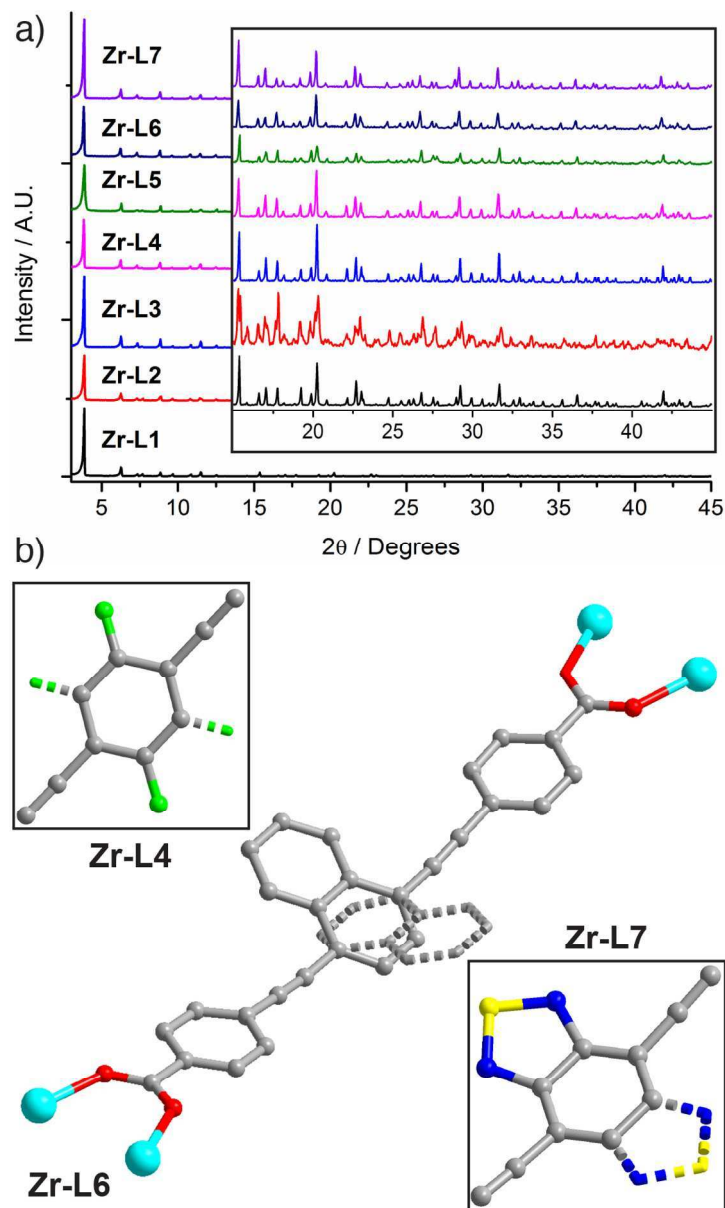 a)
Zr-L7
Zr-L6
Zr-L5
Zr-L4
Zr-L3
Zr-L2
Zr-L1
Intensity / A.U.
20 25 30 35 40
5 10 15 20 25 30 35 40 45
2θ / Degrees
b)
Zr-L4
Zr-L7
Zr-L6